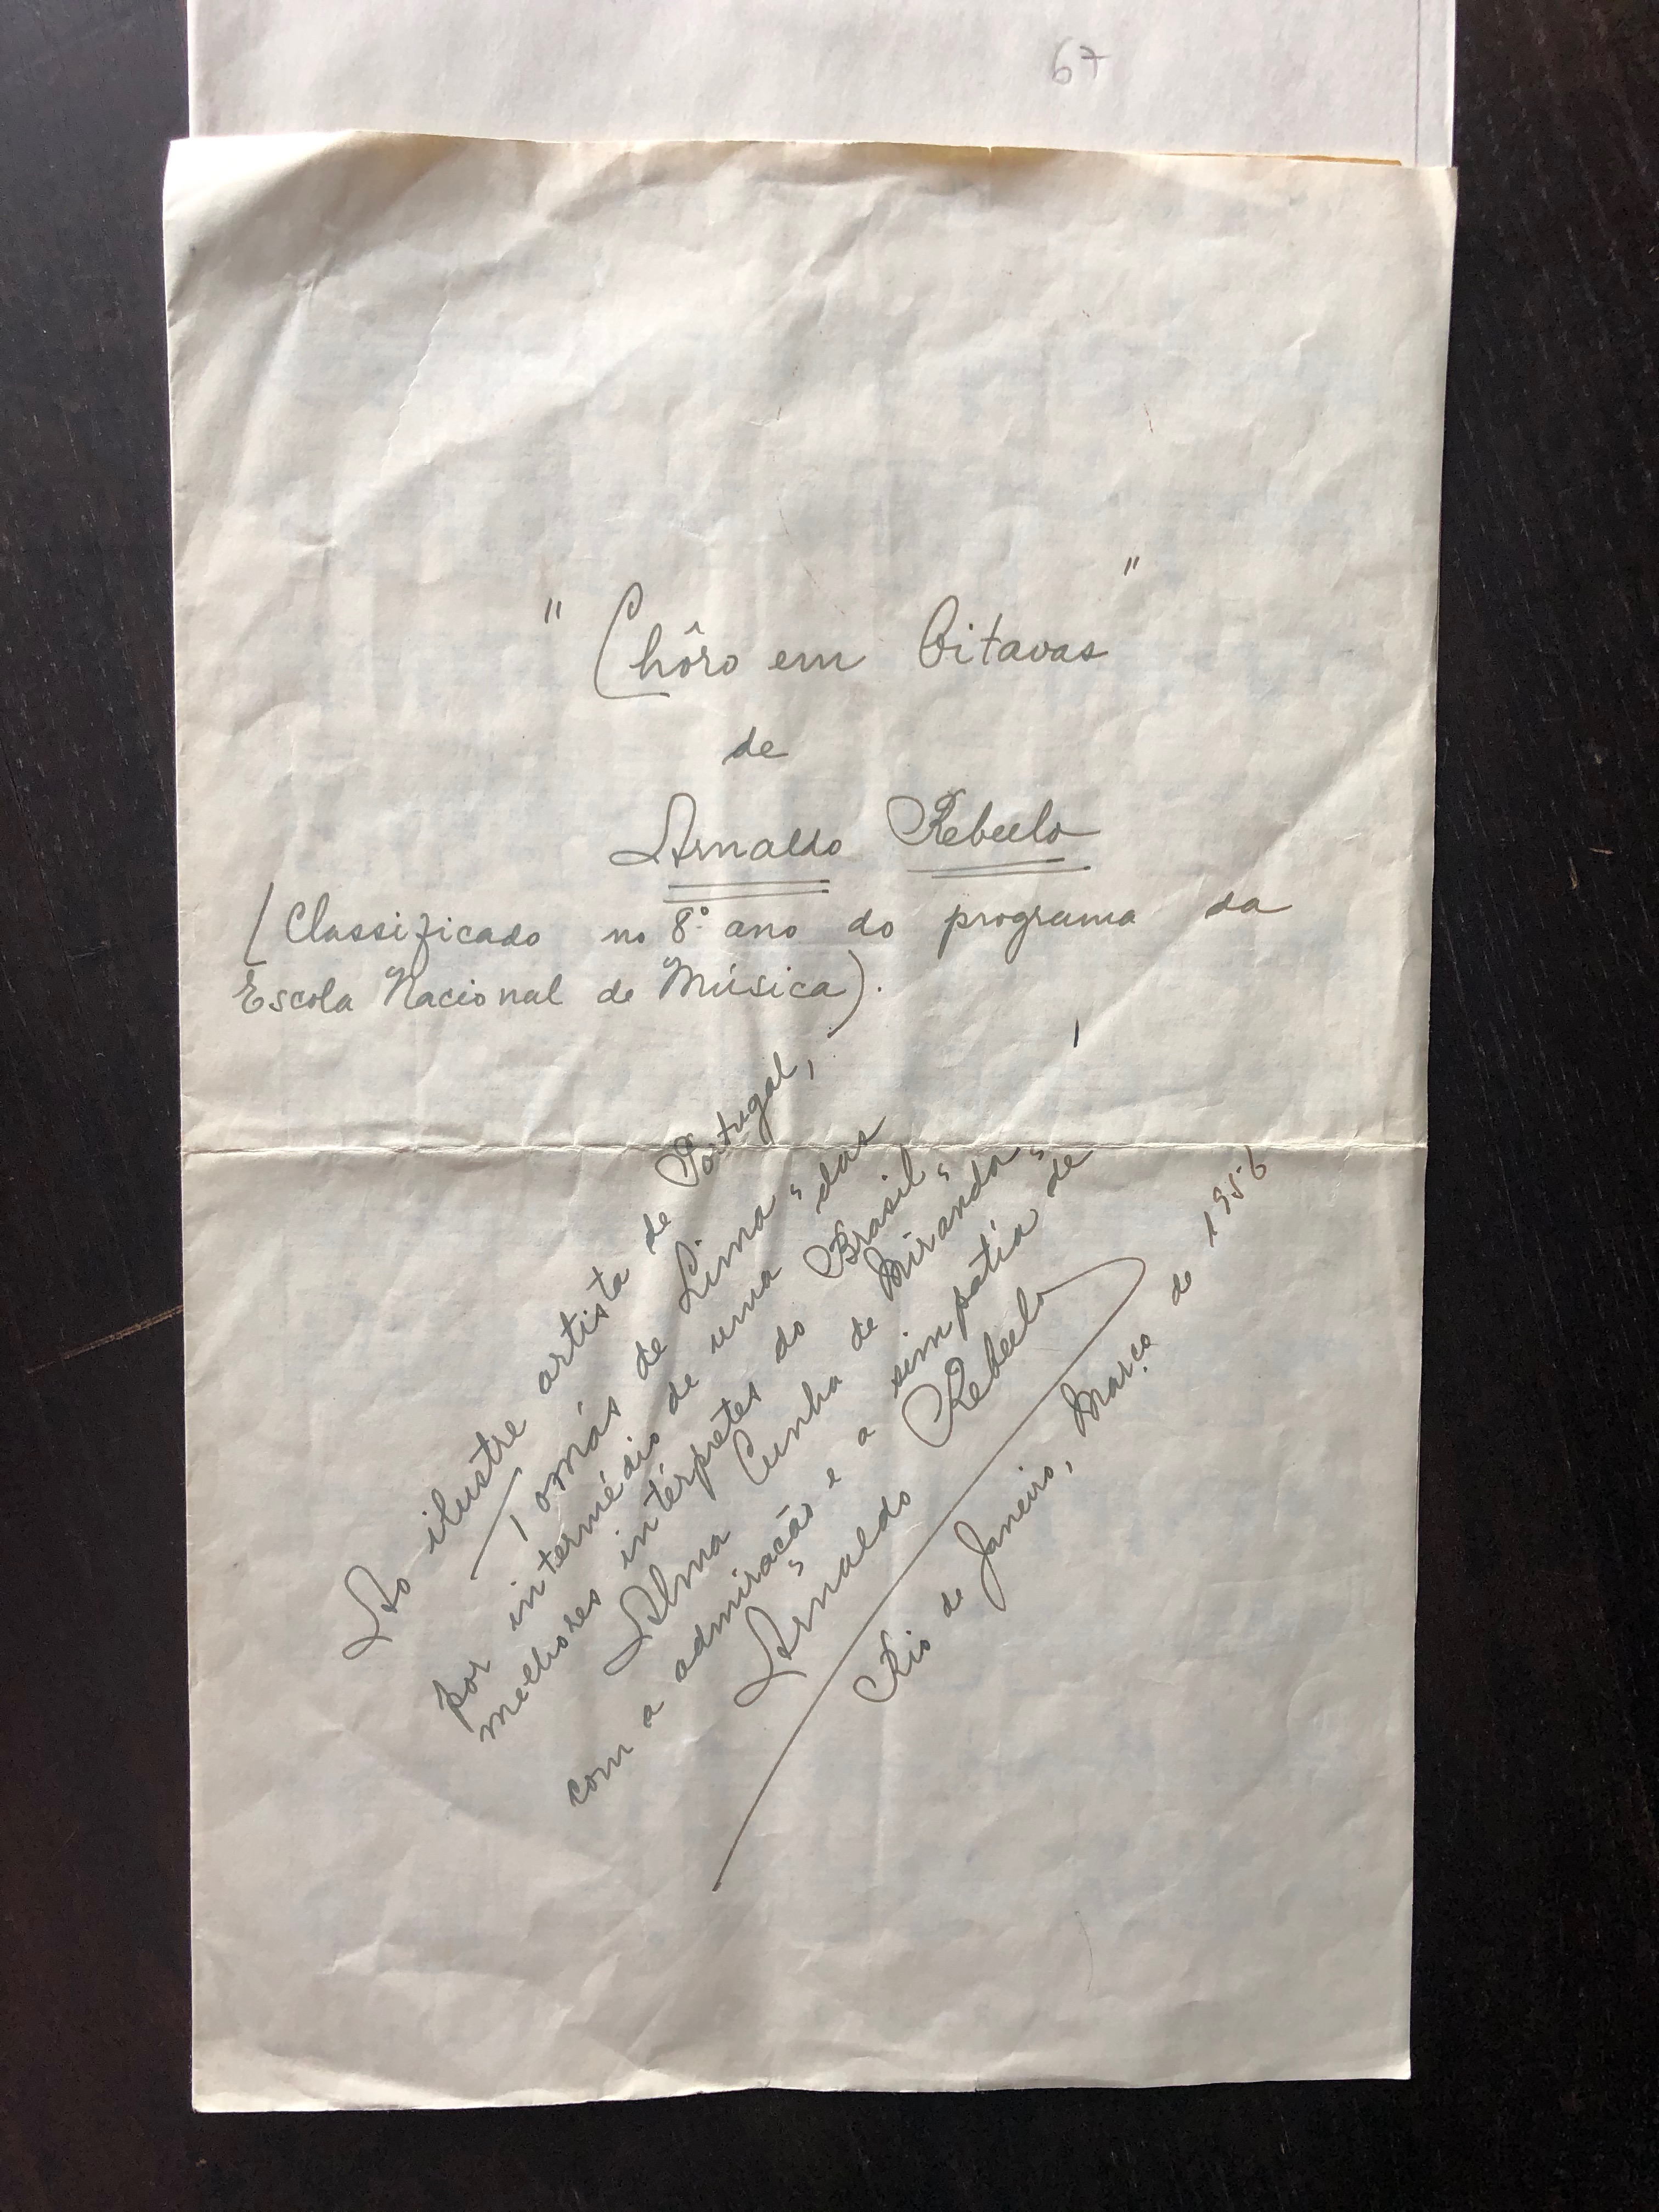 67
"Chôro em Oitavas"
de
Arnaldo Rebello
(Classificado no 8º ano do programa da
Escola Nacional de Música).
Ao ilustre artista de Portugal,
Tomás de Lima, das
por intermédio de uma
melhores intérpretes do Brasil,
Alma Cunha de Miranda,
com a admiração e a simpatia de
Arnaldo Rebello
Rio de Janeiro, Março de 1956